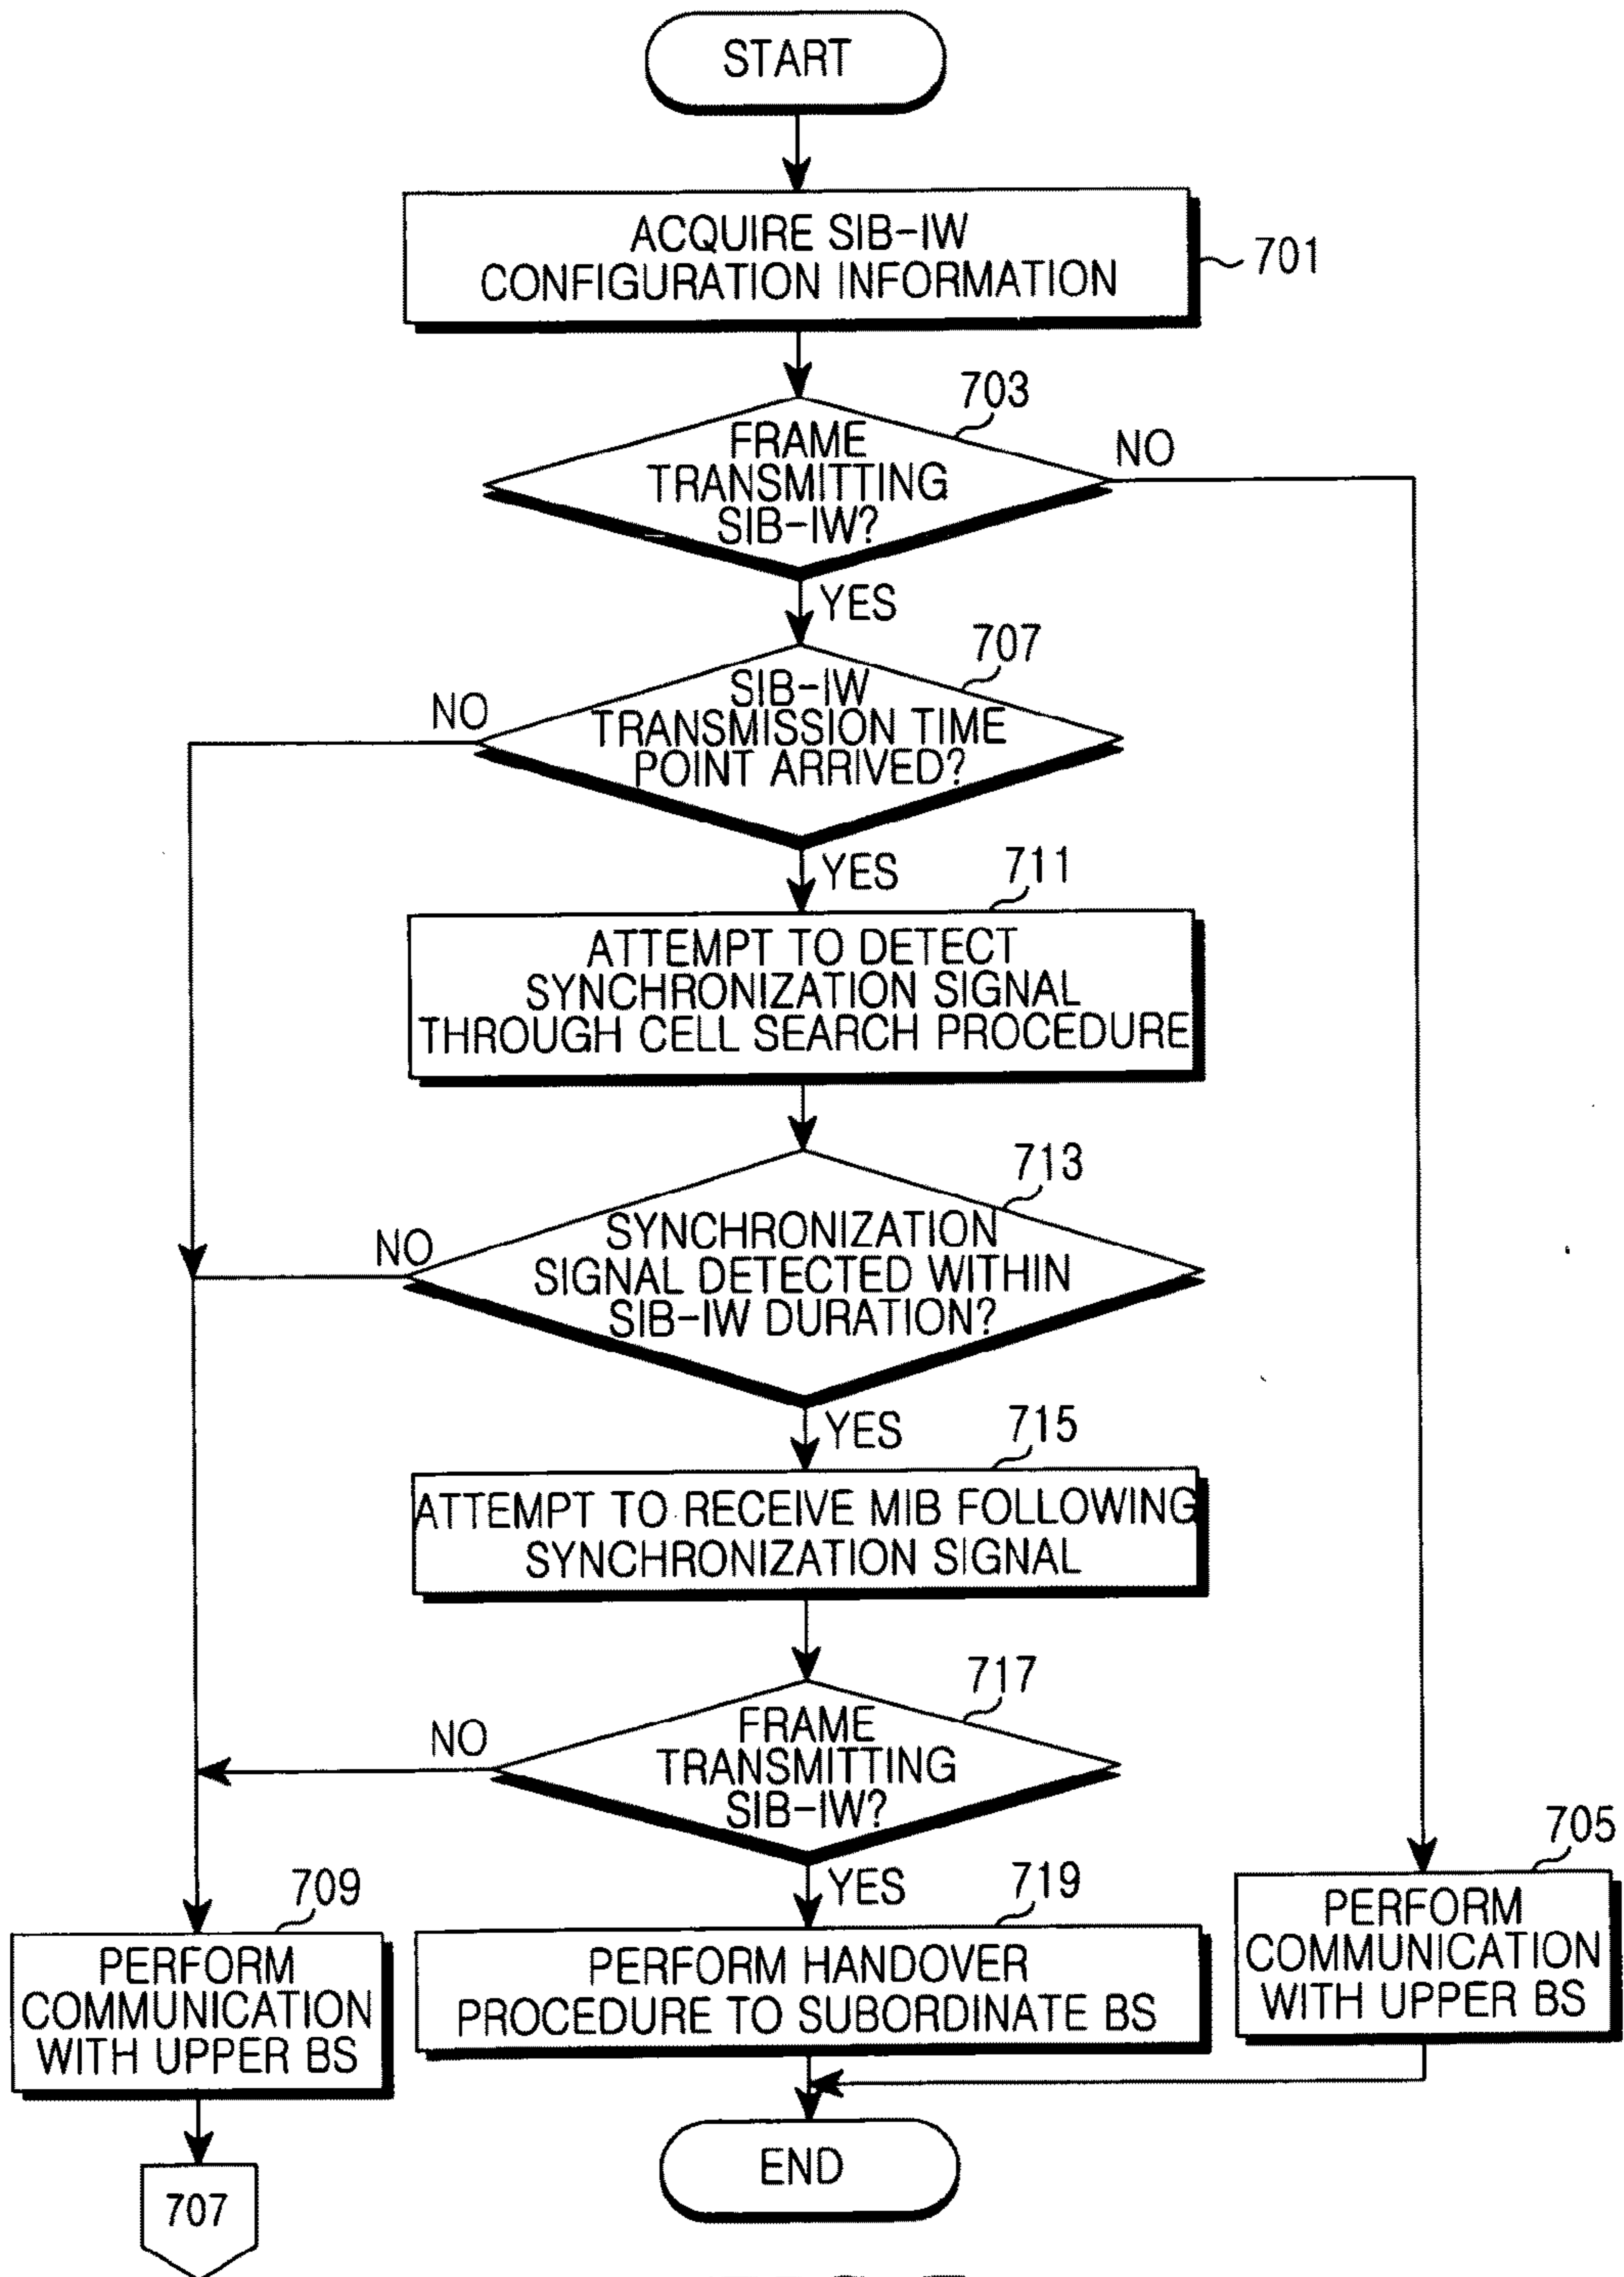 START
ACQUIRE SIB-IW
CONFIGURATION INFORMATION
701
703
FRAME
TRANSMITTING
SIB-IW?
NO
YES
707
SIB-IW
TRANSMISSION TIME
POINT ARRIVED?
NO
YES
711
ATTEMPT TO DETECT
SYNCHRONIZATION SIGNAL
THROUGH CELL SEARCH PROCEDURE
713
SYNCHRONIZATION
SIGNAL DETECTED WITHIN
SIB-IW DURATION?
NO
YES
715
ATTEMPT TO RECEIVE MIB FOLLOWING
SYNCHRONIZATION SIGNAL
717
FRAME
TRANSMITTING
SIB-IW?
NO
YES
709
PERFORM
COMMUNICATION
WITH UPPER BS
719
PERFORM HANDOVER
PROCEDURE TO SUBORDINATE BS
705
PERFORM
COMMUNICATION
WITH UPPER BS
707
END